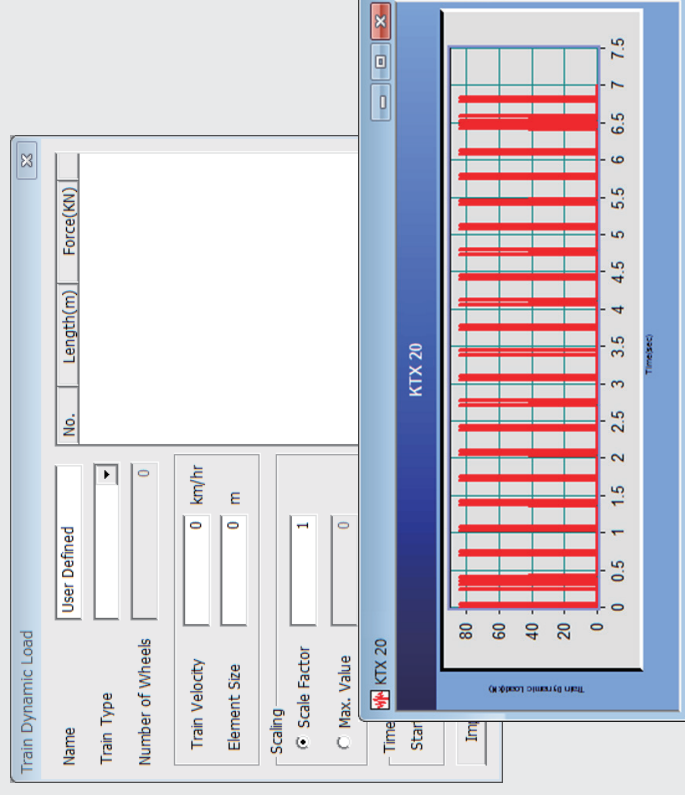 Train Dynamic Load
Name
User Defined
Train Type
Number of Wheels
0
Train Velocity
0
km/hr
Element Size
0
m
Scaling
Scale Factor
1
Max. Value
0
Time
Star
Imp
No.
Length(m)
Force(KN)
KTX 20
KTX 20
80
60
40
20
0
0
0.5
1
1.5
2
2.5
3
3.5
4
4.5
5
5.5
6
6.5
7
7.5
Time(sec)
Train Dynamic Load(kN)